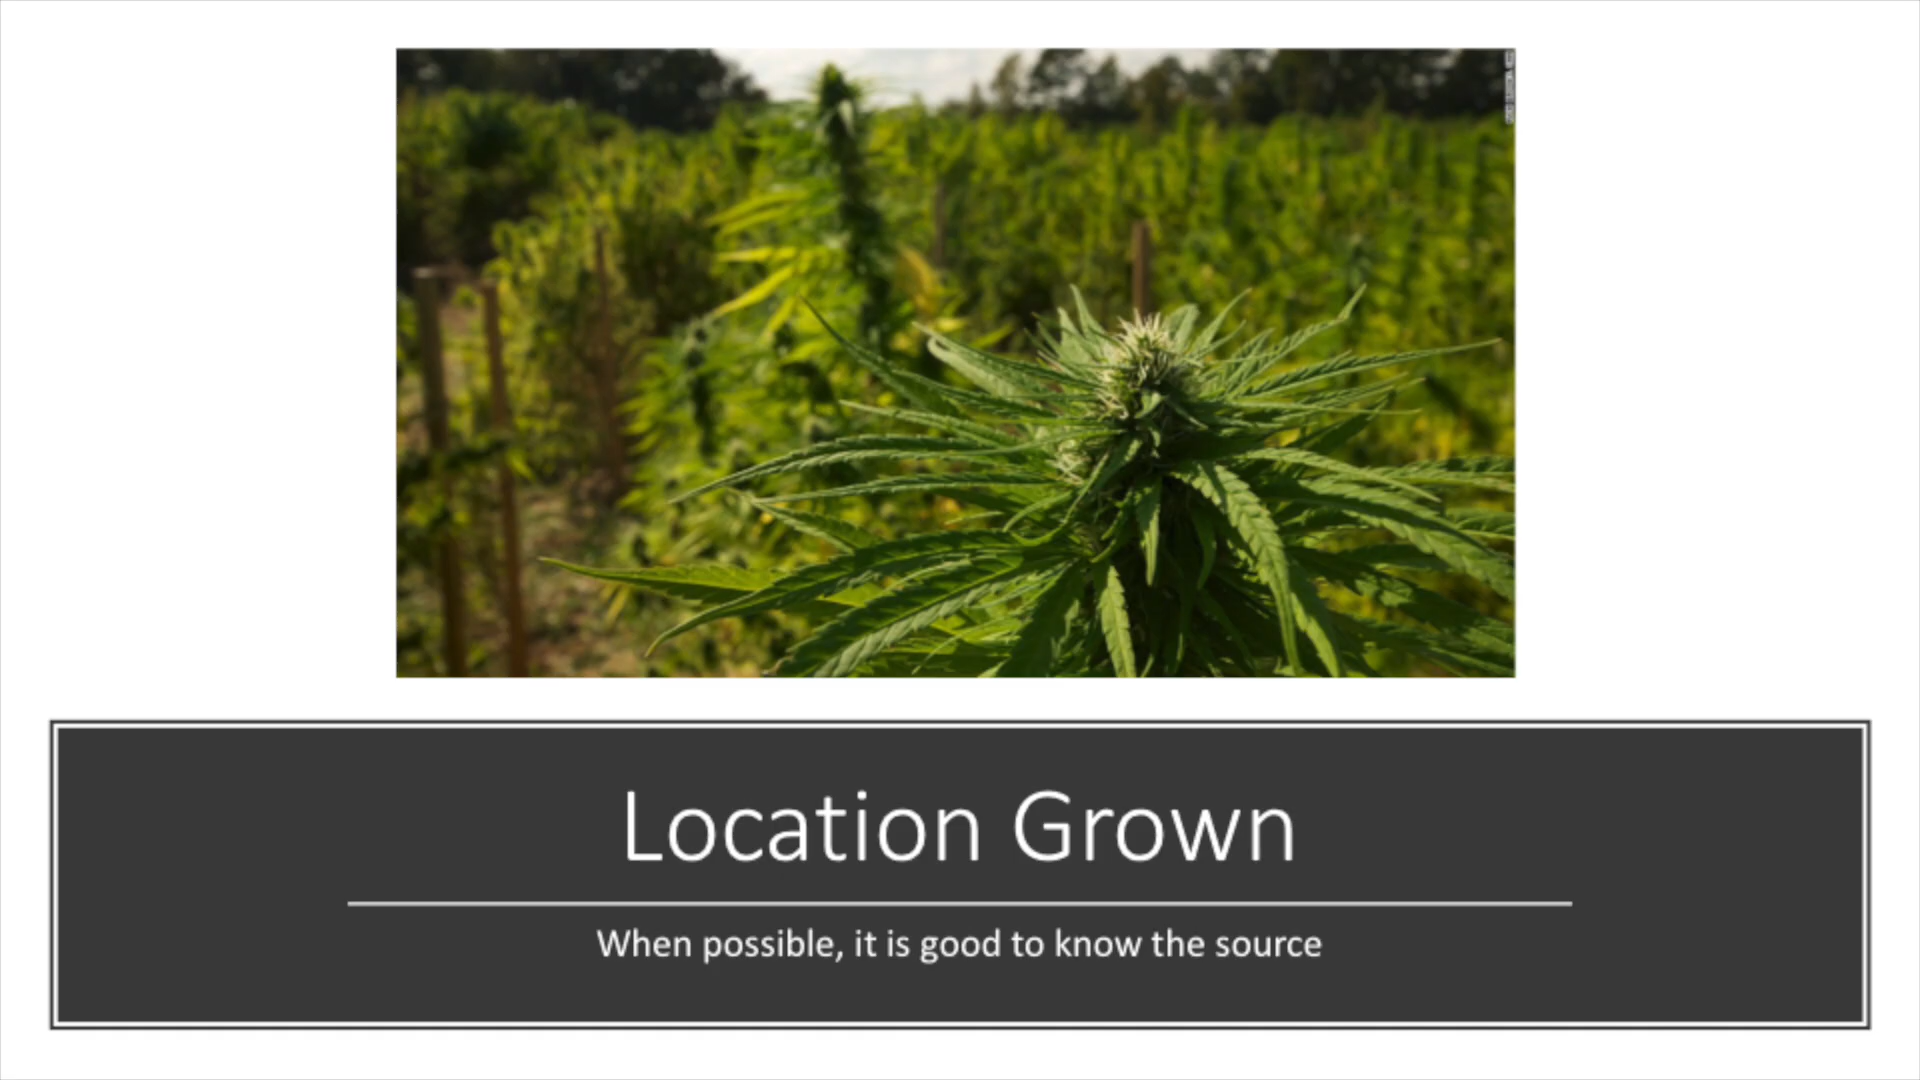 Location Grown
When possible, it is good to know the source